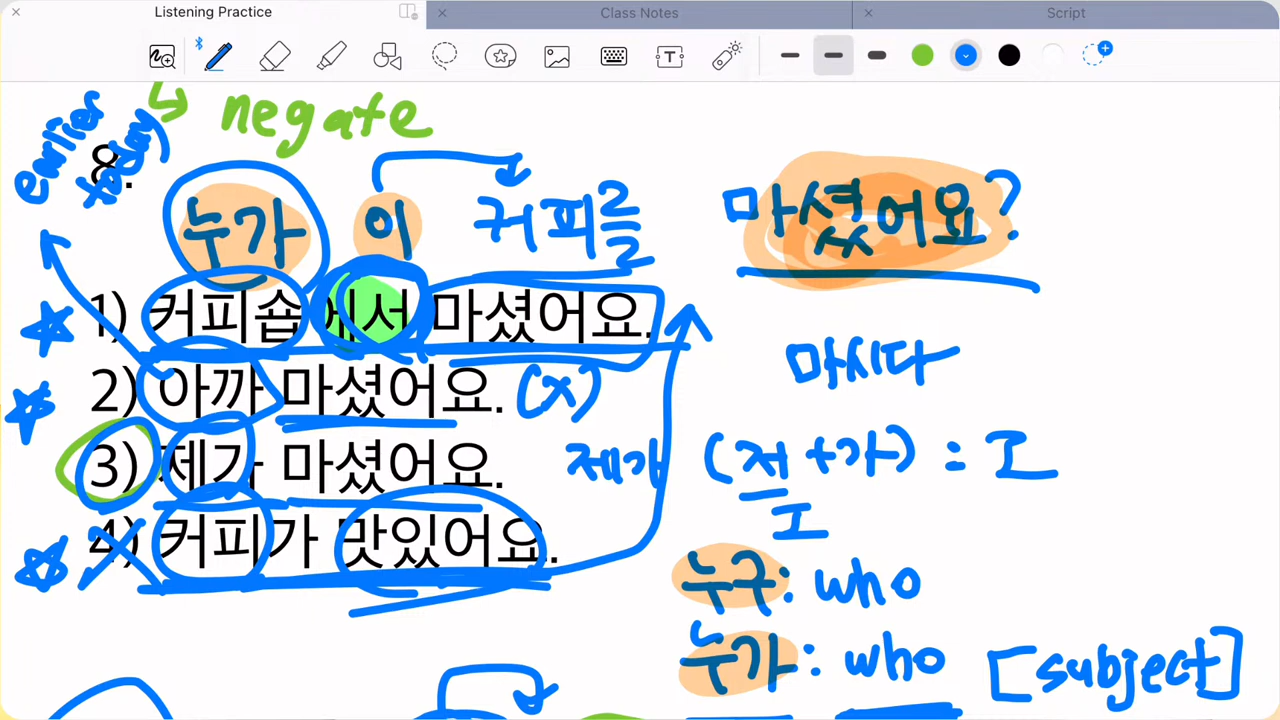 Listening Practice
Class Notes
Script
negate
earlier today
8.
누가 이 커피를 마셨어요?
1) 커피숍에서 마셨어요.
마시다
2) 아까 마셨어요. (x)
3) 제가 마셨어요.
제가 (저+가) = I
I
4) 커피가 맛있어요.
누구: who
누가: who [subject]